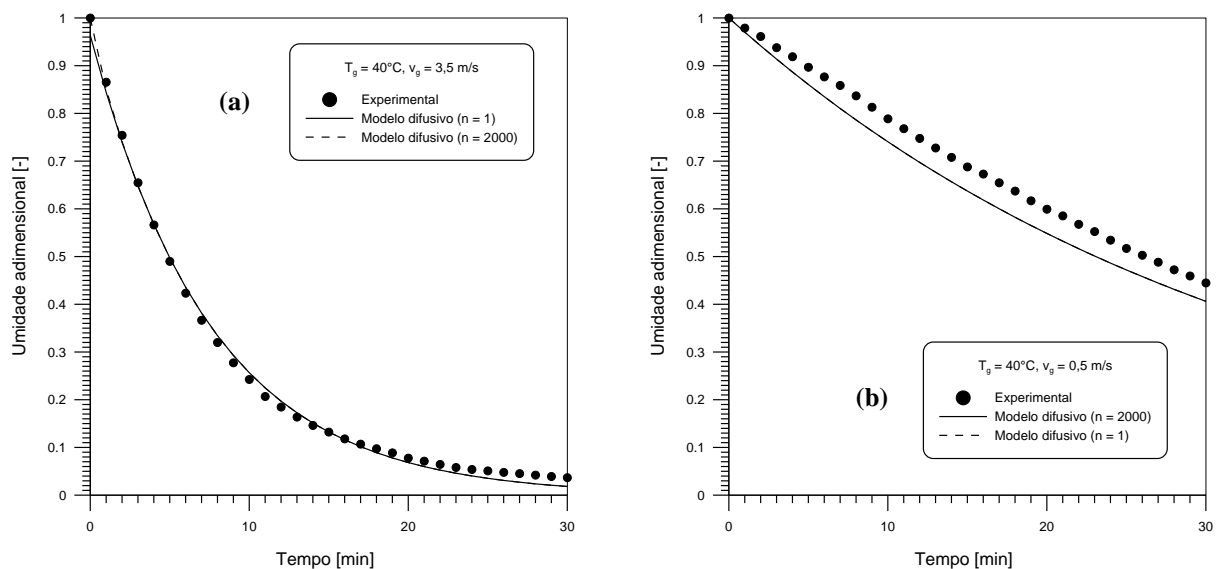 1
0.9
0.8
0.7
0.6
0.5
0.4
0.3
0.2
0.1
0
Umidade adimensional [-]
0 10 20 30
Tempo [min]
(a)
T_g = 40°C, v_g = 3,5 m/s
Experimental
Modelo difusivo (n = 1)
Modelo difusivo (n = 2000)
1
0.9
0.8
0.7
0.6
0.5
0.4
0.3
0.2
0.1
0
Umidade adimensional [-]
0 10 20 30
Tempo [min]
(b)
T_g = 40°C, v_g = 0,5 m/s
Experimental
Modelo difusivo (n = 2000)
Modelo difusivo (n = 1)